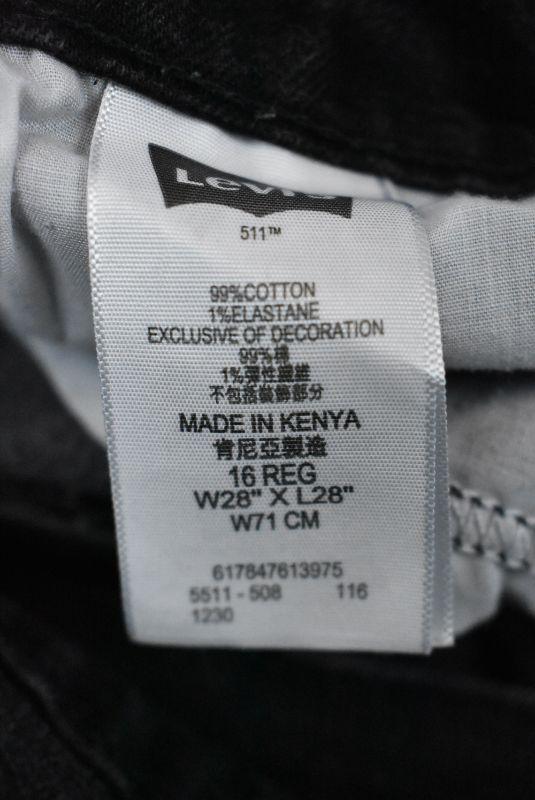 Levi's
511™
99%COTTON
1%ELASTANE
EXCLUSIVE OF DECORATION
99%棉
1%彈性纖維
不包括裝飾部分
MADE IN KENYA
肯尼亞製造
16 REG
W28" X L28"
W71 CM
617847613975
5511 - 508 116
1230